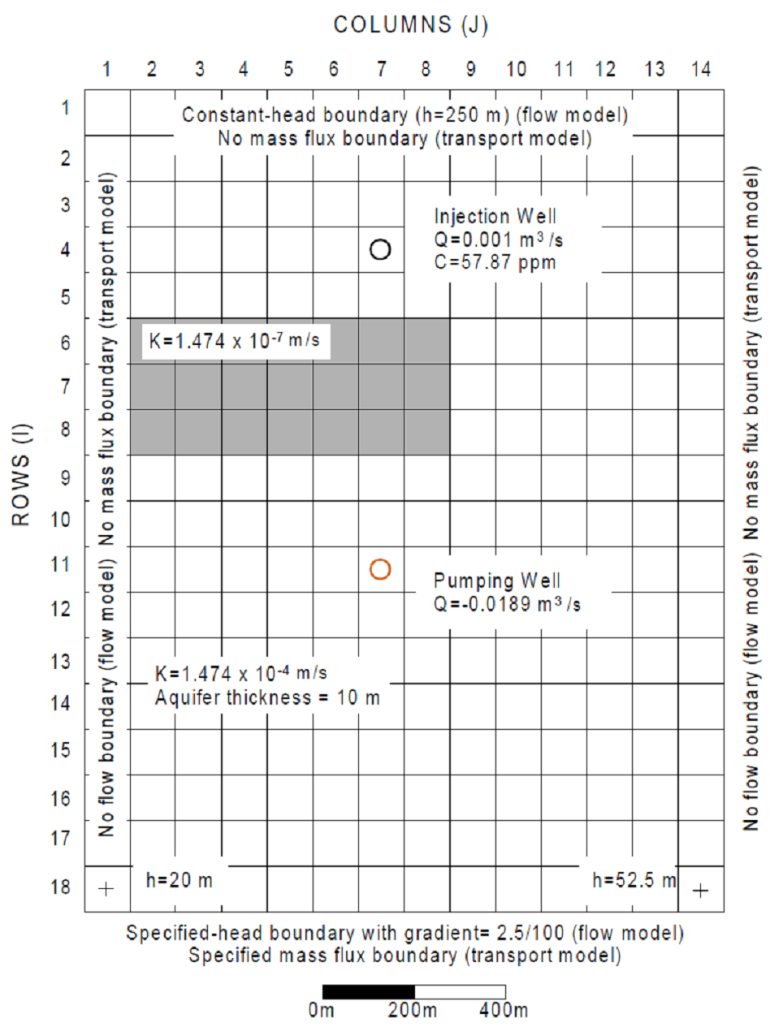 COLUMNS (J)
1 2 3 4 5 6 7 8 9 10 11 12 13 14
ROWS (I)
1
2
3
4
5
6
7
8
9
10
11
12
13
14
15
16
17
18
Constant-head boundary (h=250 m) (flow model)
No mass flux boundary (transport model)
No flow boundary (flow model) No mass flux boundary (transport model)
Injection Well
Q=0.001 m³/s
C=57.87 ppm
K=1.474 x 10⁻⁷ m/s
Pumping Well
Q=-0.0189 m³/s
K=1.474 x 10⁻⁴ m/s
Aquifer thickness = 10 m
No flow boundary (flow model) No mass flux boundary (transport model)
h=20 m
h=52.5 m
Specified-head boundary with gradient= 2.5/100 (flow model)
Specified mass flux boundary (transport model)
0m 200m 400m